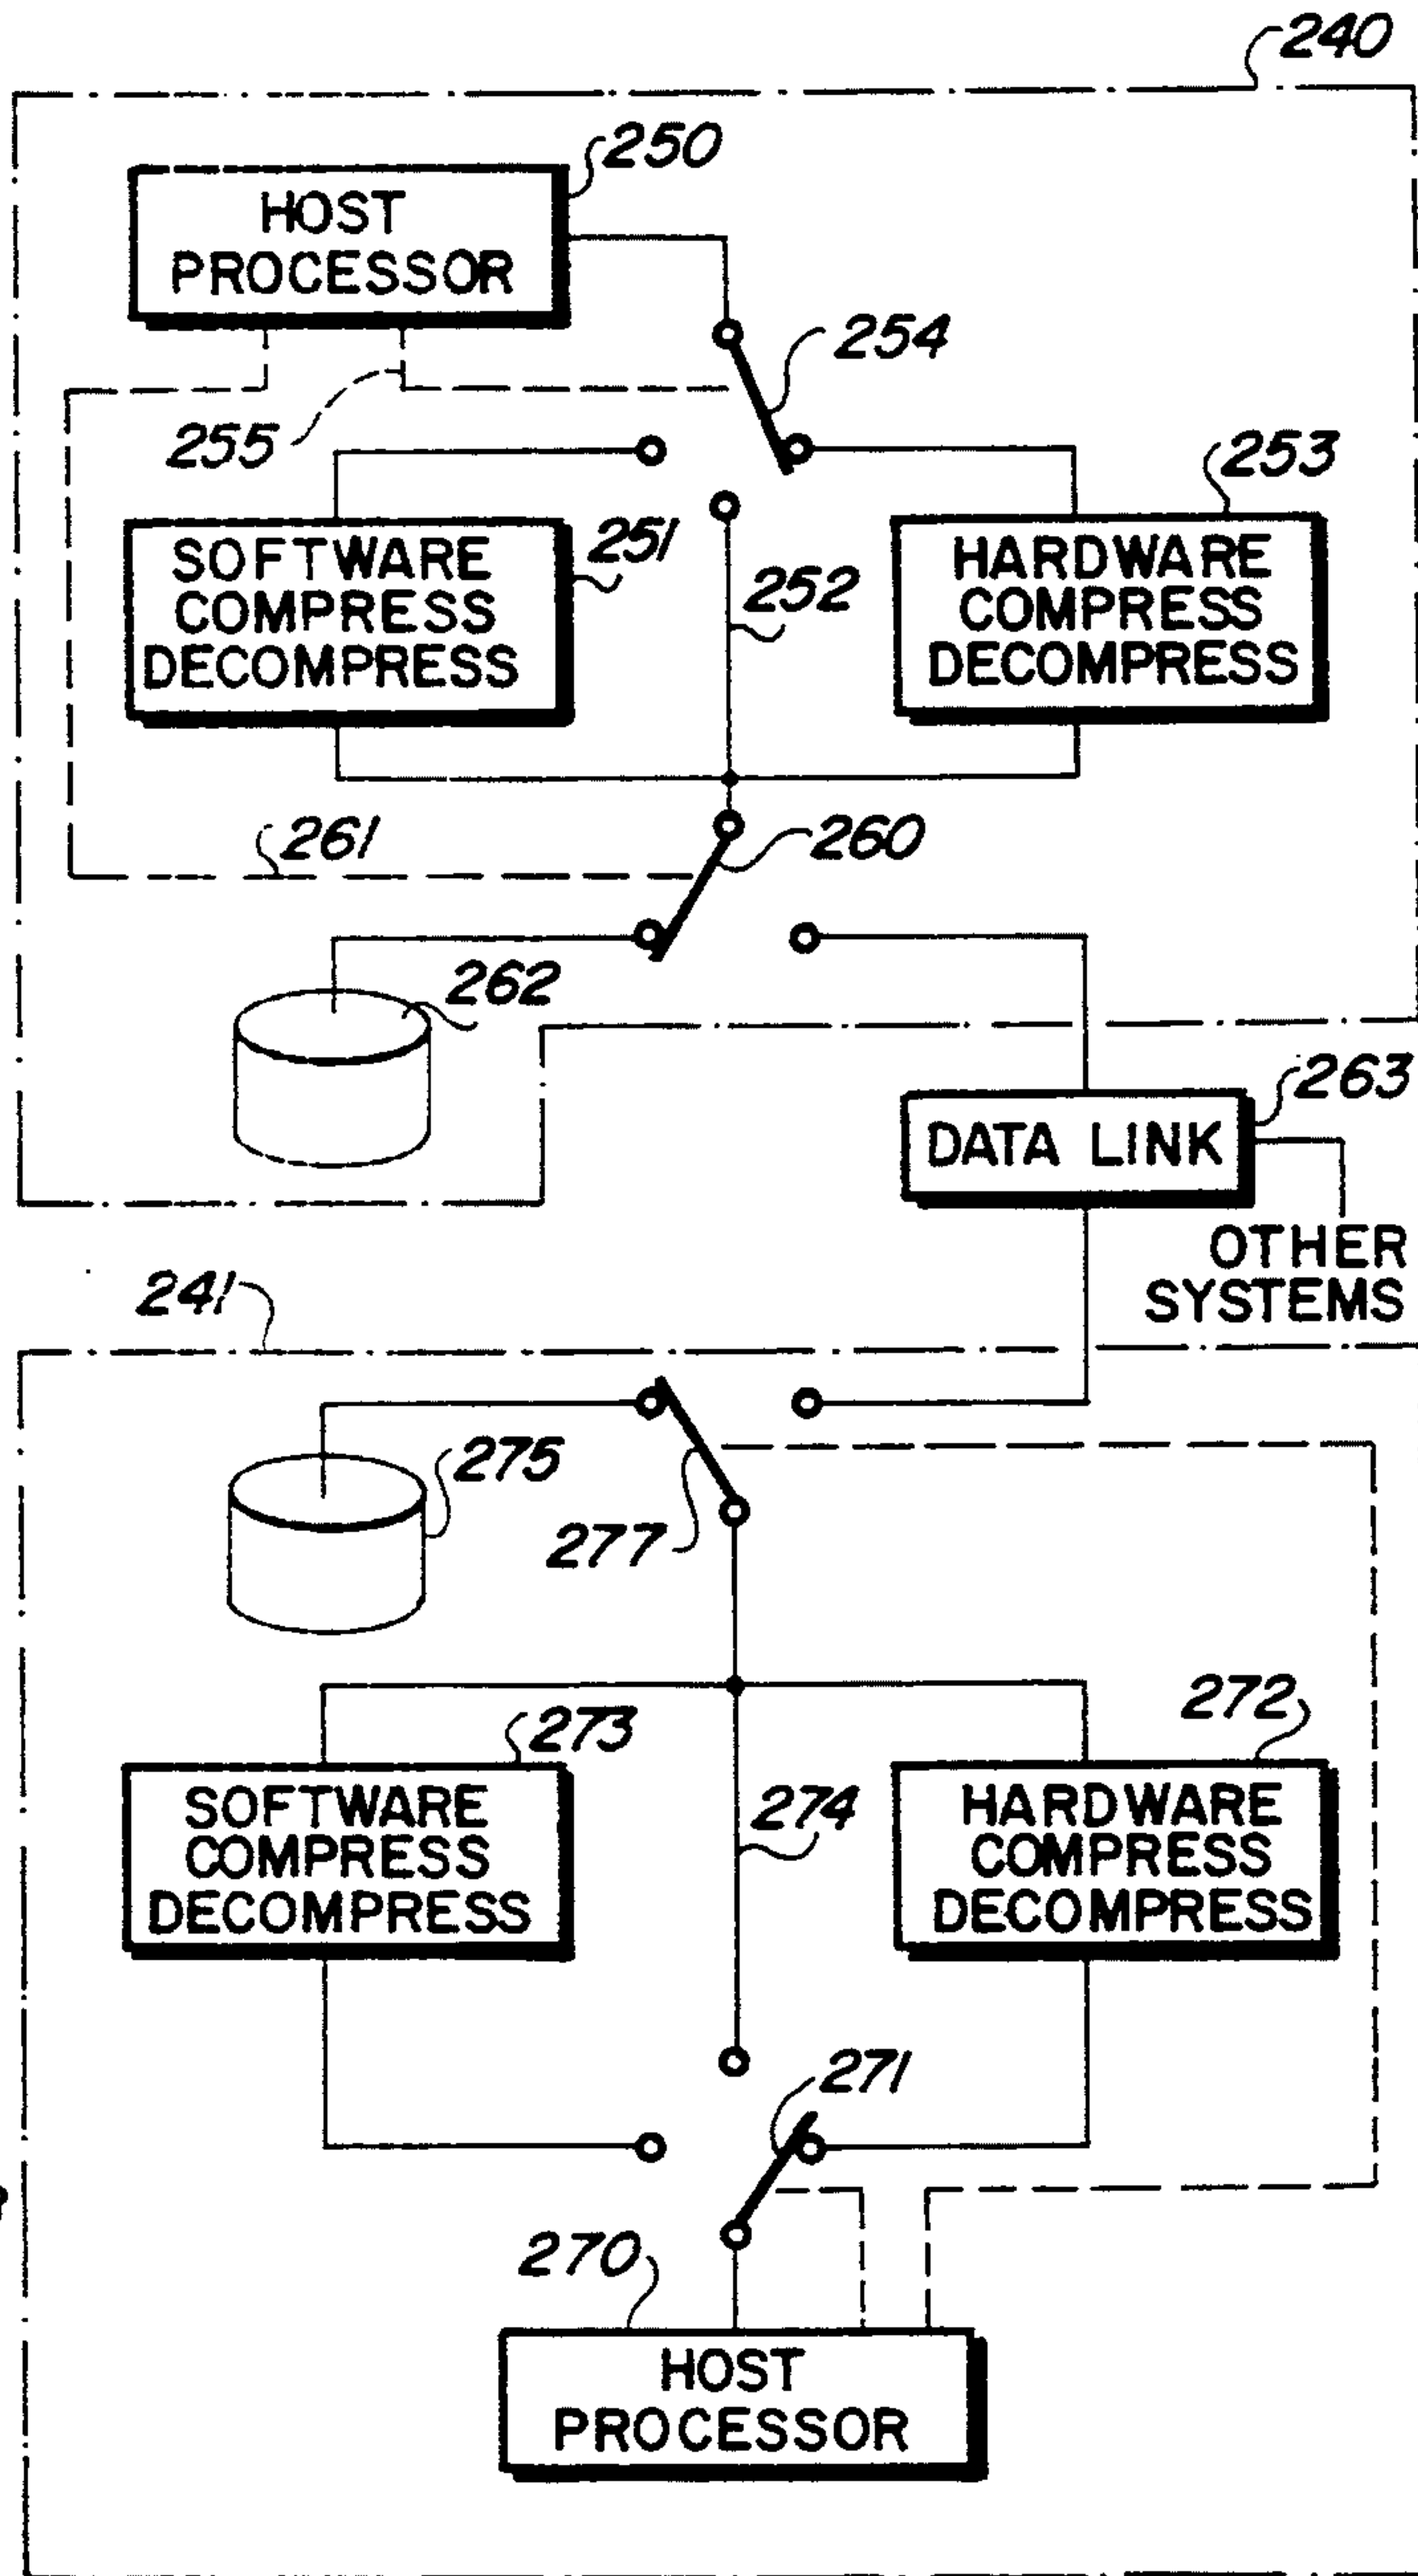 240
250
HOST
PROCESSOR
254
255
253
251
SOFTWARE
COMPRESS
DECOMPRESS
252
HARDWARE
COMPRESS
DECOMPRESS
261
260
262
263
DATA LINK
OTHER
SYSTEMS
241
275
277
273
272
SOFTWARE
COMPRESS
DECOMPRESS
274
HARDWARE
COMPRESS
DECOMPRESS
271
270
HOST
PROCESSOR